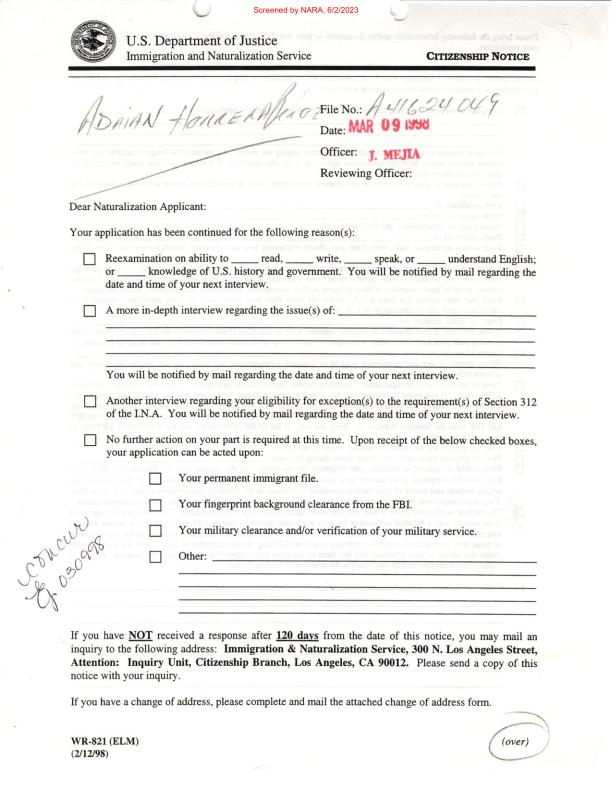 Screened by NARA, 6/2/2023
U.S. Department of Justice
Immigration and Naturalization Service
CITIZENSHIP NOTICE
ADRIAN HERRERA
File No.: A 41 624 049
Date: MAR 09 1998
Officer: J. MEJIA
Reviewing Officer:
Dear Naturalization Applicant:
Your application has been continued for the following reason(s):
Reexamination on ability to _____ read, _____ write, _____ speak, or _____ understand English;
or _____ knowledge of U.S. history and government. You will be notified by mail regarding the
date and time of your next interview.
A more in-depth interview regarding the issue(s) of:
You will be notified by mail regarding the date and time of your next interview.
Another interview regarding your eligibility for exception(s) to the requirement(s) of Section 312
of the I.N.A. You will be notified by mail regarding the date and time of your next interview.
No further action on your part is required at this time. Upon receipt of the below checked boxes,
your application can be acted upon:
Your permanent immigrant file.
Your fingerprint background clearance from the FBI.
Your military clearance and/or verification of your military service.
Other:
concur
030998
If you have NOT received a response after 120 days from the date of this notice, you may mail an
inquiry to the following address: Immigration & Naturalization Service, 300 N. Los Angeles Street,
Attention: Inquiry Unit, Citizenship Branch, Los Angeles, CA 90012. Please send a copy of this
notice with your inquiry.
If you have a change of address, please complete and mail the attached change of address form.
WR-821 (ELM)
(2/12/98)
(over)